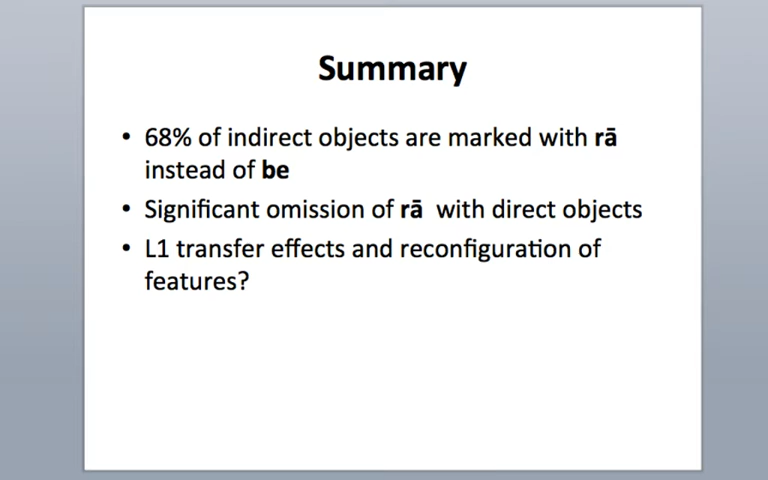 Summary
• 68% of indirect objects are marked with rā
instead of be
• Significant omission of rā with direct objects
• L1 transfer effects and reconfiguration of
features?